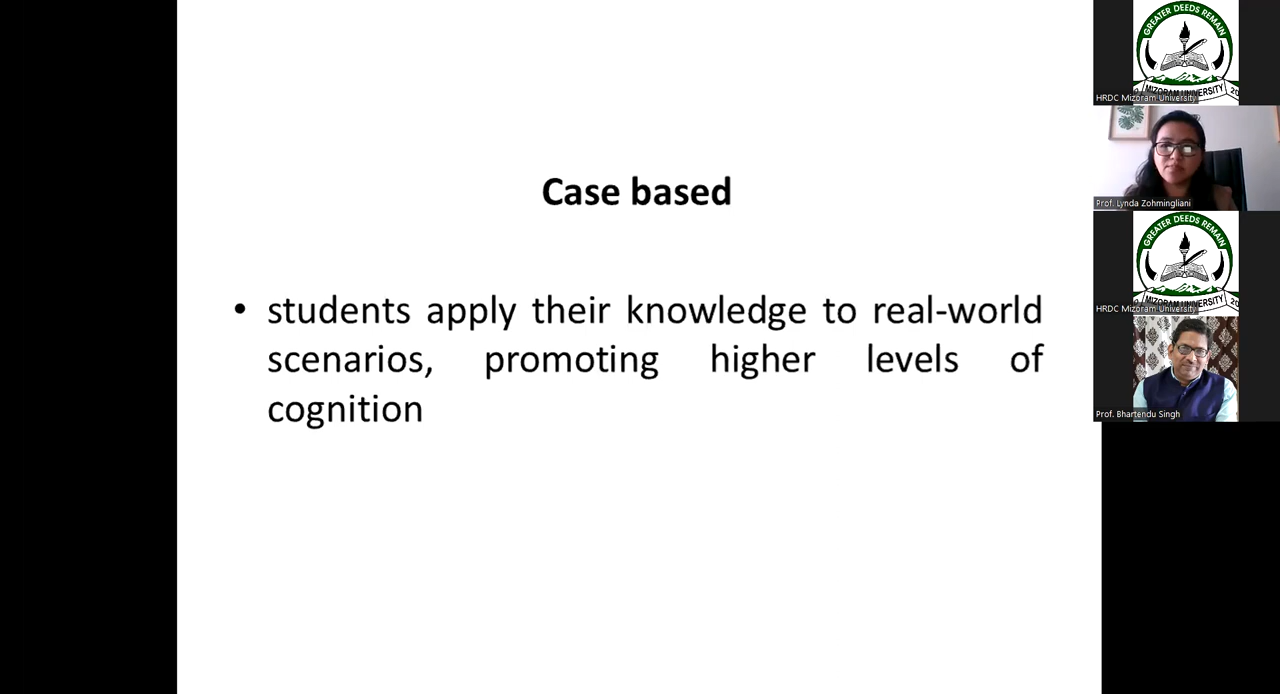 Case based
• students apply their knowledge to real-world
scenarios, promoting higher levels of
cognition
GREATER DEEDS REMAIN
MIZORAM UNIVERSITY
HRDC Mizoram University
Prof. Lynda Zohmingliani
GREATER DEEDS REMAIN
MIZORAM UNIVERSITY
HRDC Mizoram University
Prof. Bhartendu Singh